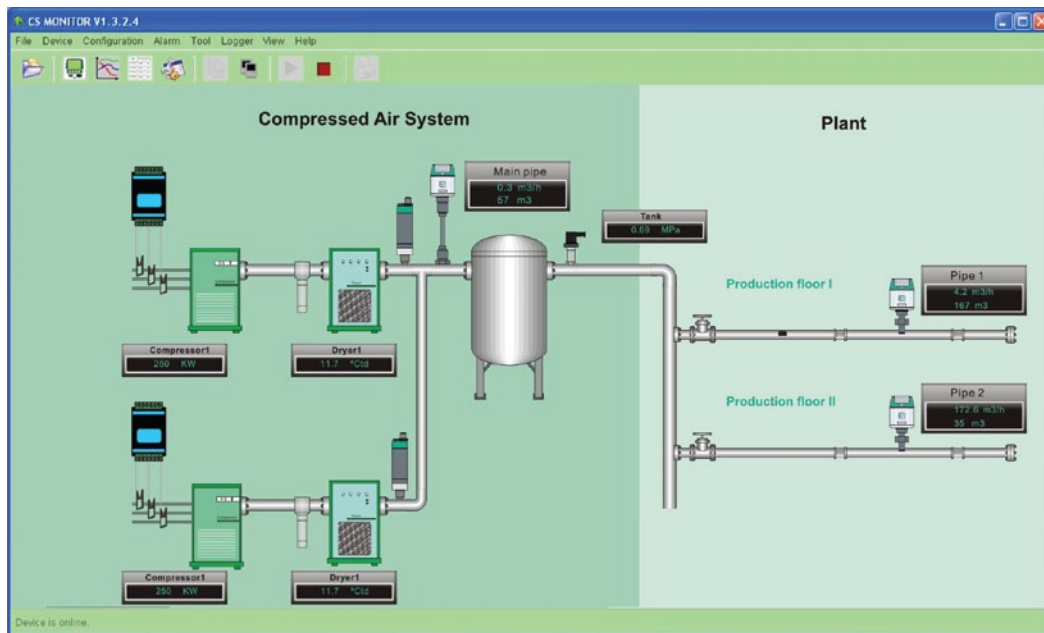 CS MONITOR V1.3.2.4
File Device Configuration Alarm Tool Logger View Help
Compressed Air System
Plant
Main pipe
0.3 m3/h
57 m3
Tank
0.69 MPa
Production floor I
Pipe 1
4.2 m3/h
167 m3
Compressor1
250 KW
Dryer1
11.7 °Ctd
Production floor II
Pipe 2
172.6 m3/h
35 m3
Compressor1
250 KW
Dryer1
11.7 °Ctd
Device is online.